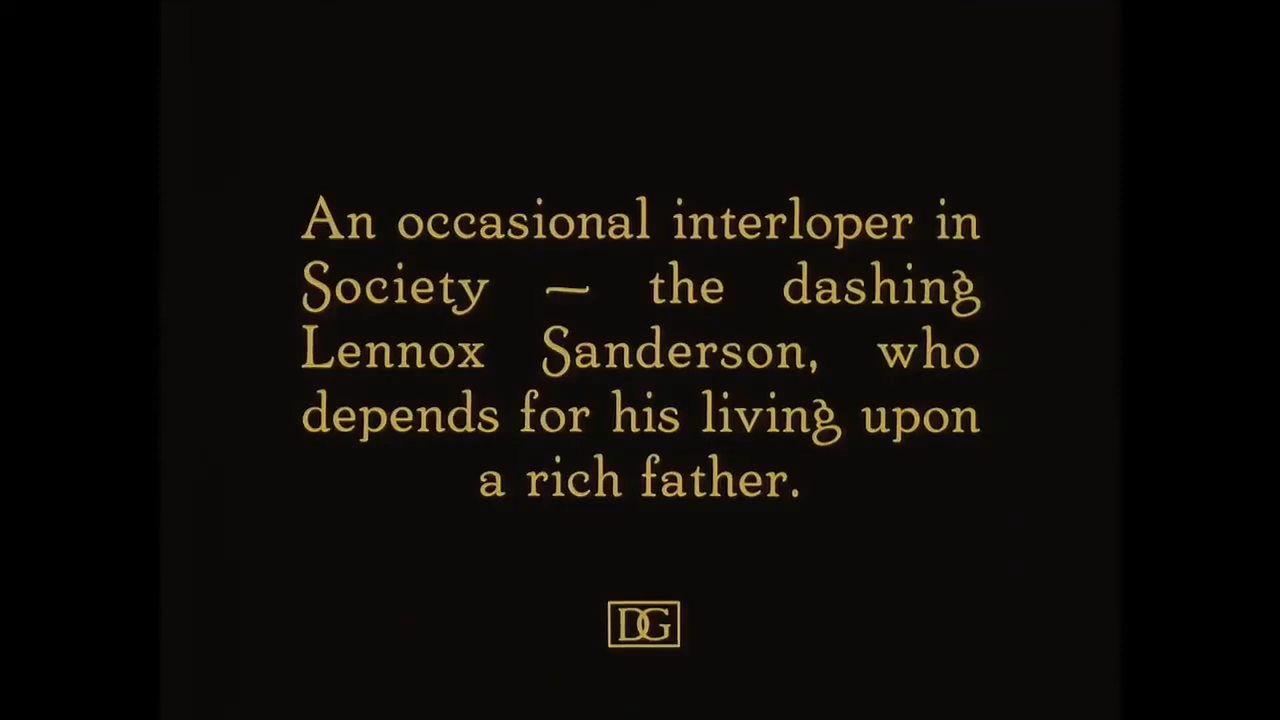 An occasional interloper in
Society — the dashing
Lennox Sanderson, who
depends for his living upon
a rich father.
DG